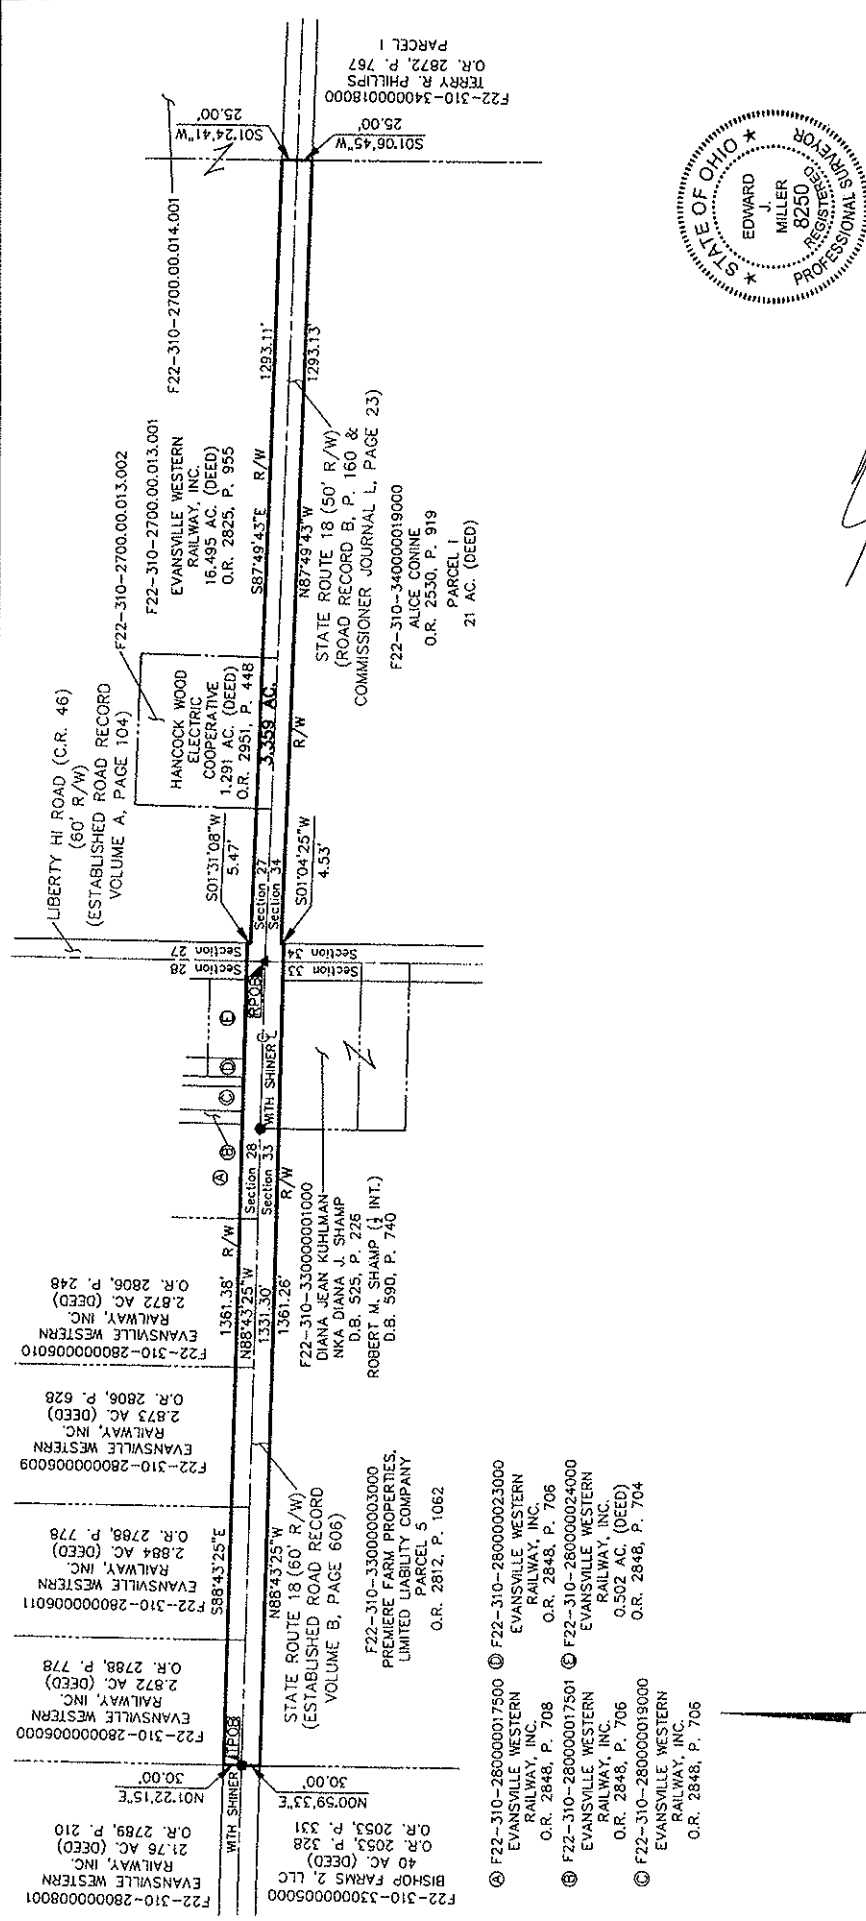 LIBERTY HI ROAD (C.R. 46)
(60' R/W)
(ESTABLISHED ROAD RECORD
VOLUME A, PAGE 104)
F22-310-2700.00.013.002
F22-310-2700.00.013.001
EVANSVILLE WESTERN
RAILWAY, INC.
16.495 AC. (DEED)
O.R. 2825, P. 955
F22-310-2700.00.014.001
HANCOCK WOOD
ELECTRIC
COOPERATIVE
1.291 AC. (DEED)
O.R. 2951, P. 448
3.359 AC.
S87°49'43"E R/W
1293.11'
N87°49'43"W
1293.13'
R/W
S01°24'41"W
25.00'
S01°06'45"W
25.00'
F22-310-340000018000
TERRY R. PHILLIPS
O.R. 2872, P. 767
PARCEL 1
STATE ROUTE 18 (50' R/W)
(ROAD RECORD B, P. 160 &
COMMISSIONER JOURNAL L, PAGE 23)
F22-310-340000019000
ALICE CONINE
O.R. 2530, P. 919
PARCEL 1
21 AC. (DEED)
S01°31'08"W
5.47'
S01°04'25"W
4.53'
Section 27
Section 34
Section 28
Section 27
Section 33
Section 34
RPOB
WITH SHINER
Section 28
Section 33
A
B
C
D
E
1361.38' R/W
N88°43'25"W
1331.30'
1361.26' R/W
F22-310-330000001000
DIANA JEAN KUHLMAN
NKA DIANA J. SHAMP
D.B. 525, P. 226
ROBERT M. SHAMP (½ INT.)
D.B. 590, P. 740
F22-310-280000006010
EVANSVILLE WESTERN
RAILWAY, INC.
2.872 AC. (DEED)
O.R. 2806, P. 248
F22-310-280000006009
EVANSVILLE WESTERN
RAILWAY, INC.
2.873 AC. (DEED)
O.R. 2806, P. 628
F22-310-280000006011
EVANSVILLE WESTERN
RAILWAY, INC.
2.884 AC. (DEED)
O.R. 2788, P. 778
F22-310-280000006000
EVANSVILLE WESTERN
RAILWAY, INC.
2.872 AC. (DEED)
O.R. 2788, P. 778
F22-310-280000008001
EVANSVILLE WESTERN
RAILWAY, INC.
21.76 AC. (DEED)
O.R. 2789, P. 210
S88°43'25"E
N88°43'25"W
N01°22'15"E
30.00'
WITH SHINER
TPOB
N00°59'33"E
30.00'
F22-310-330000005000
BISHOP FARMS 2, LLC
40 AC. (DEED)
O.R. 2053, P. 328
O.R. 2053, P. 331
STATE ROUTE 18 (60' R/W)
(ESTABLISHED ROAD RECORD
VOLUME B, PAGE 606)
F22-310-330000003000
PREMIERE FARM PROPERTIES,
LIMITED LIABILITY COMPANY
PARCEL 5
O.R. 2812, P. 1062
A F22-310-280000017500
EVANSVILLE WESTERN
RAILWAY, INC.
O.R. 2848, P. 708
B F22-310-280000017501
EVANSVILLE WESTERN
RAILWAY, INC.
O.R. 2848, P. 706
C F22-310-280000019000
EVANSVILLE WESTERN
RAILWAY, INC.
O.R. 2848, P. 706
D F22-310-280000023000
EVANSVILLE WESTERN
RAILWAY, INC.
O.R. 2848, P. 706
E F22-310-280000024000
EVANSVILLE WESTERN
RAILWAY, INC.
0.502 AC. (DEED)
O.R. 2848, P. 704
STATE OF OHIO
EDWARD
J.
MILLER
8250
REGISTERED
PROFESSIONAL SURVEYOR